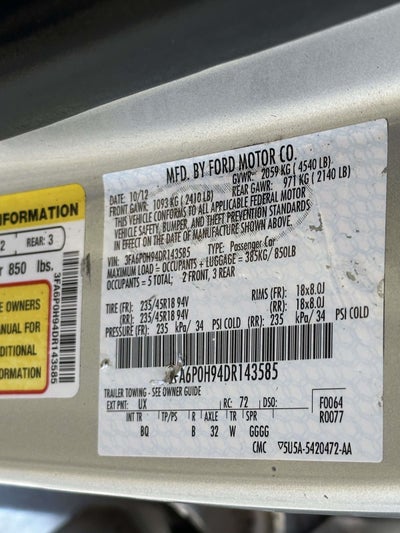 NFORMATION
2 REAR: 3
r 850 lbs.
E OWNERS
ANUAL FOR
DITIONAL
FORMATION
3FA6P0H94DR143585
MFD. BY FORD MOTOR CO.
DATE: 10/12 GVWR: 2059 KG ( 4540 LB)
FRONT GAWR: 1093 KG ( 2410 LB) REAR GAWR: 971 KG ( 2140 LB)
THIS VEHICLE CONFORMS TO ALL APPLICABLE FEDERAL MOTOR
VEHICLE SAFETY, BUMPER, AND THEFT PREVENTION STANDARDS
IN EFFECT ON THE DATE OF MANUFACTURE SHOWN ABOVE.
VIN: 3FA6P0H94DR143585 TYPE: Passenger Car
MAXIMUM LOAD = OCCUPANTS + LUGGAGE = 385KG / 850LB
OCCUPANTS = 5 TOTAL 2 FRONT, 3 REAR
TIRE (FR): 235/45R18 94V RIMS (FR): 18x8.0J
(RR): 235/45R18 94V (RR): 18x8.0J
PRESSURE (FR): 235 kPa/ 34 PSI COLD (RR) 235 kPa/ 34 PSI COLD
FA6P0H94DR143585
TRAILER TOWING - SEE OWNER GUIDE
EXT PNT: UX RC: 72 DSO: F0064
INT TR TP/PS R AXLE TR SPR R0077
BQ B 32 W GGGG
CMC 5U5A-5420472-AA